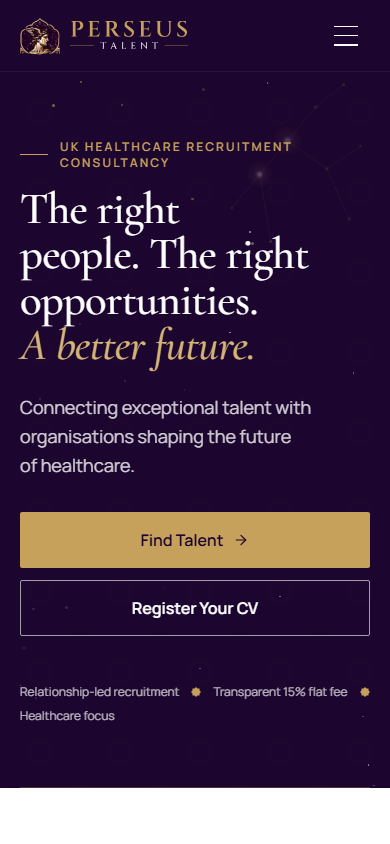 PERSEUS
TALENT
UK HEALTHCARE RECRUITMENT
CONSULTANCY
The right
people. The right
opportunities.
A better future.
Connecting exceptional talent with
organisations shaping the future
of healthcare.
Find Talent →
Register Your CV
Relationship-led recruitment
Transparent 15% flat fee
Healthcare focus